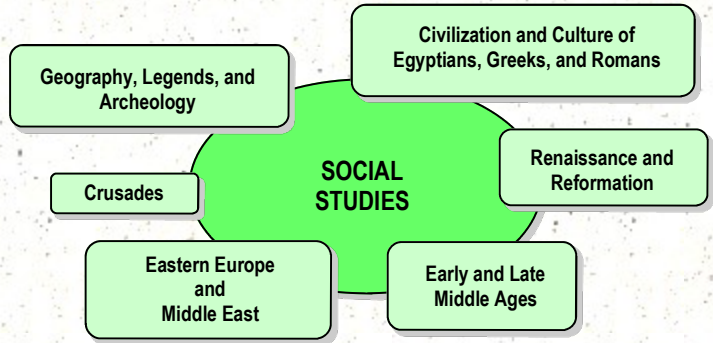 Civilization and Culture of
Egyptians, Greeks, and Romans
Geography, Legends, and
Archeology
SOCIAL
STUDIES
Renaissance and
Reformation
Crusades
Eastern Europe
and
Middle East
Early and Late
Middle Ages